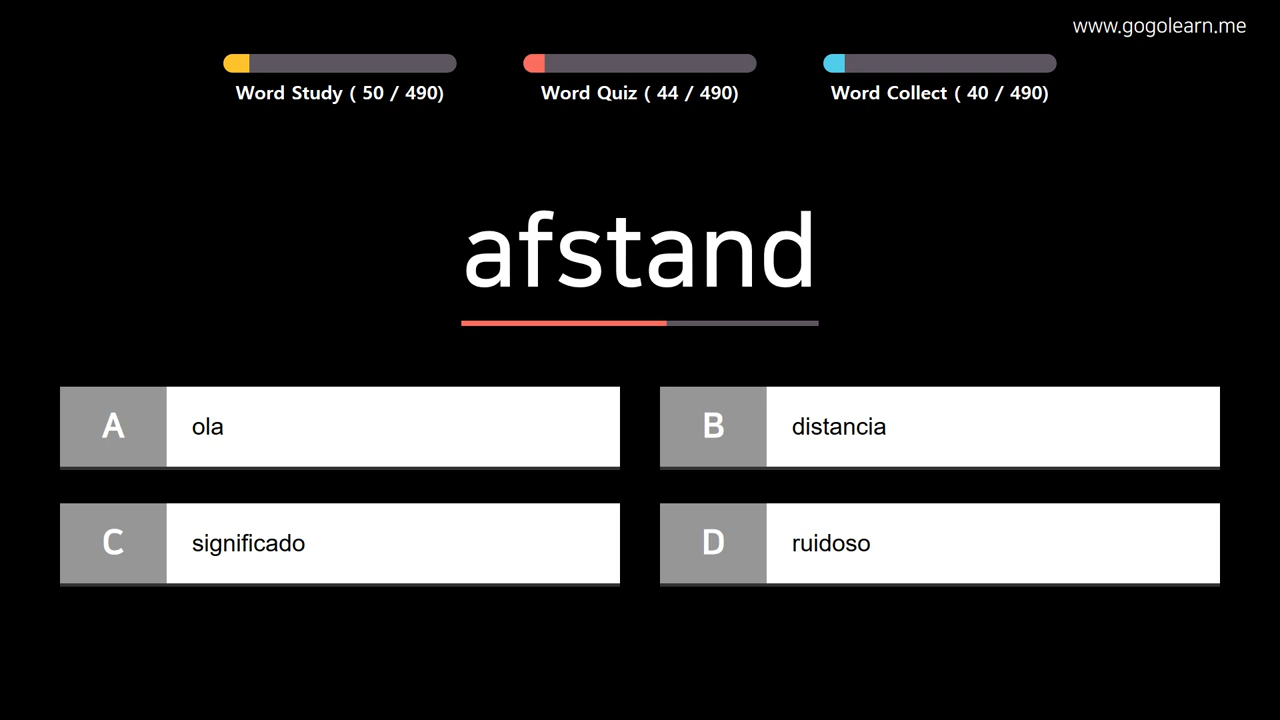 www.gogolearn.me
Word Study ( 50 / 490)
Word Quiz ( 44 / 490)
Word Collect ( 40 / 490)
afstand
A ola
B distancia
C significado
D ruidoso